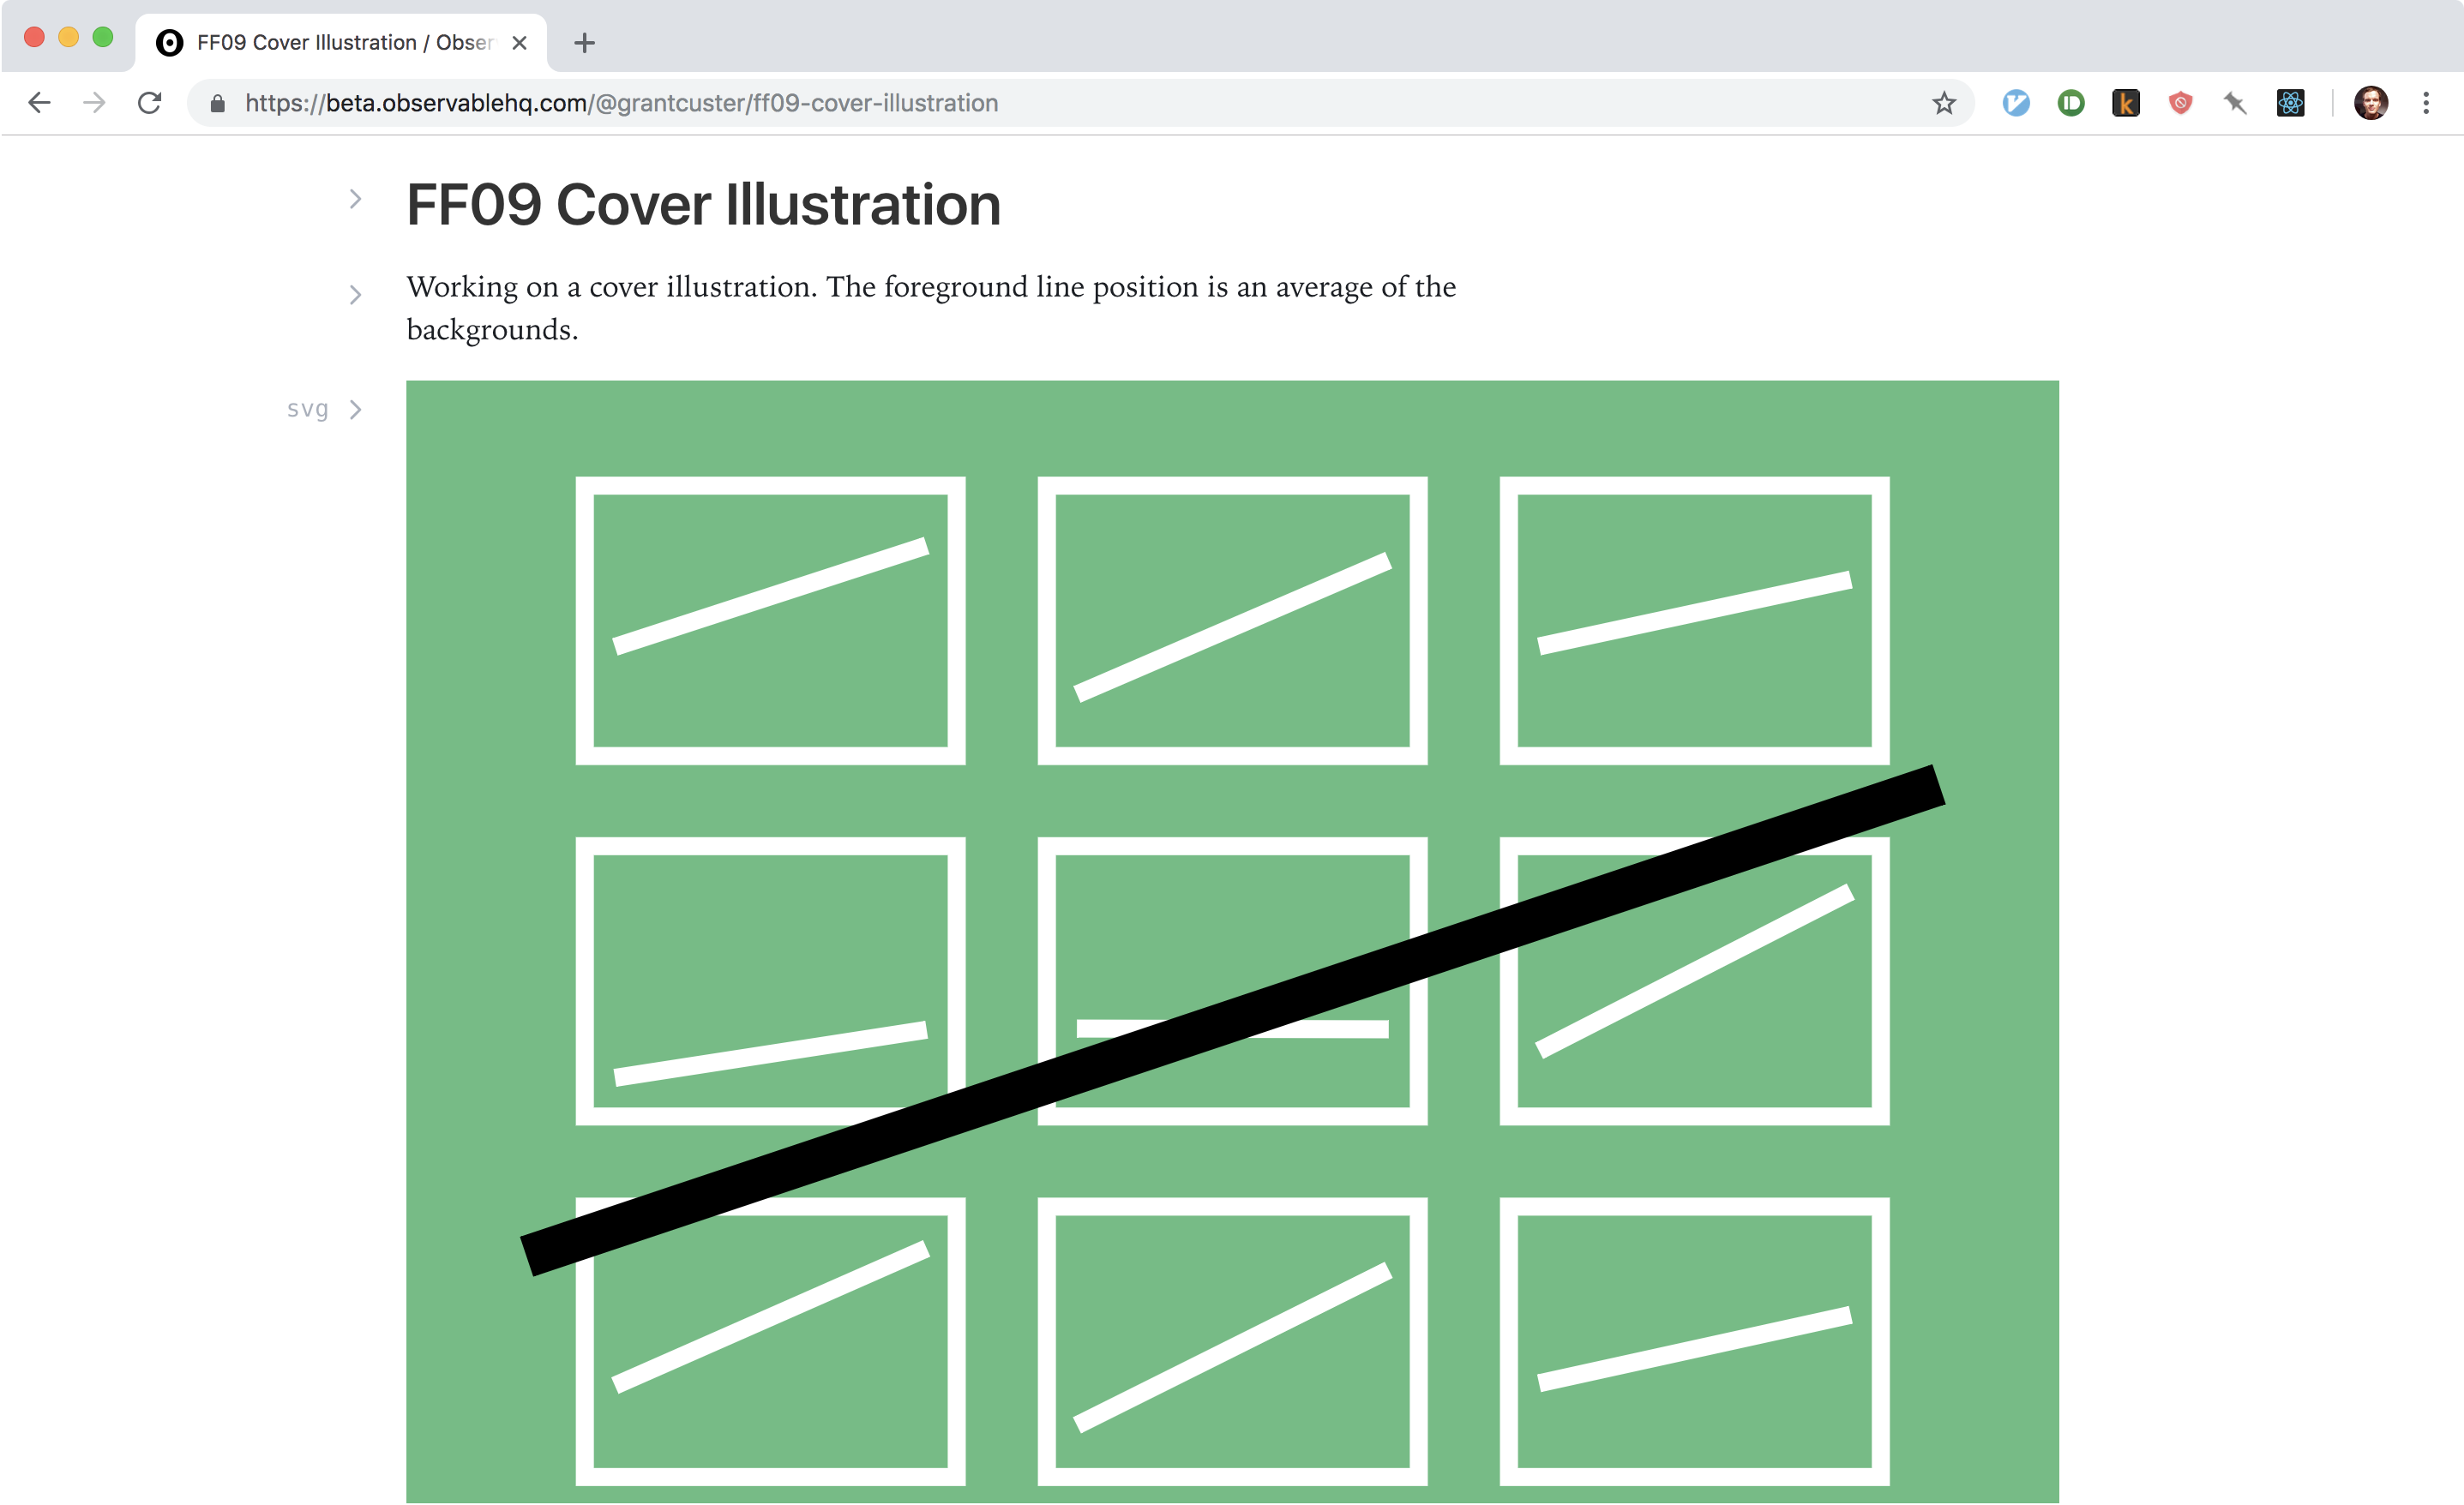 FF09 Cover Illustration / Obser
https://beta.observablehq.com/@grantcuster/ff09-cover-illustration
k
FF09 Cover Illustration
Working on a cover illustration. The foreground line position is an average of the
backgrounds.
svg